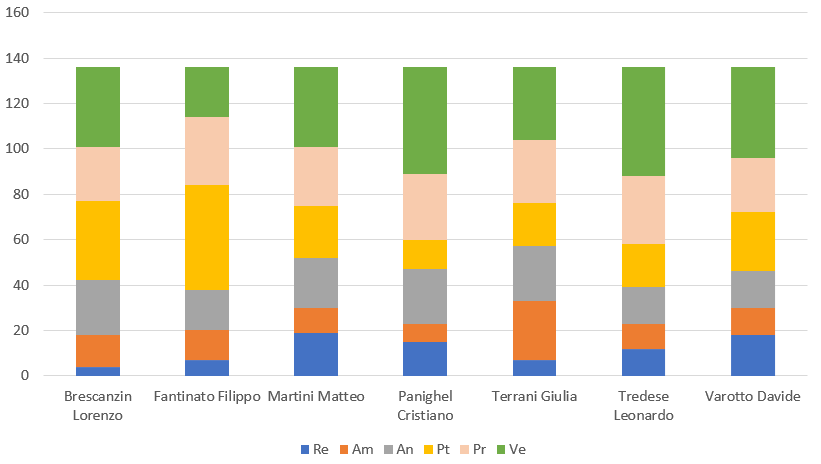 160
140
120
100
80
60
40
20
0
Brescanzin Lorenzo
Fantinato Filippo
Martini Matteo
Panighel Cristiano
Terrani Giulia
Tredese Leonardo
Varotto Davide
Re Am An Pt Pr Ve